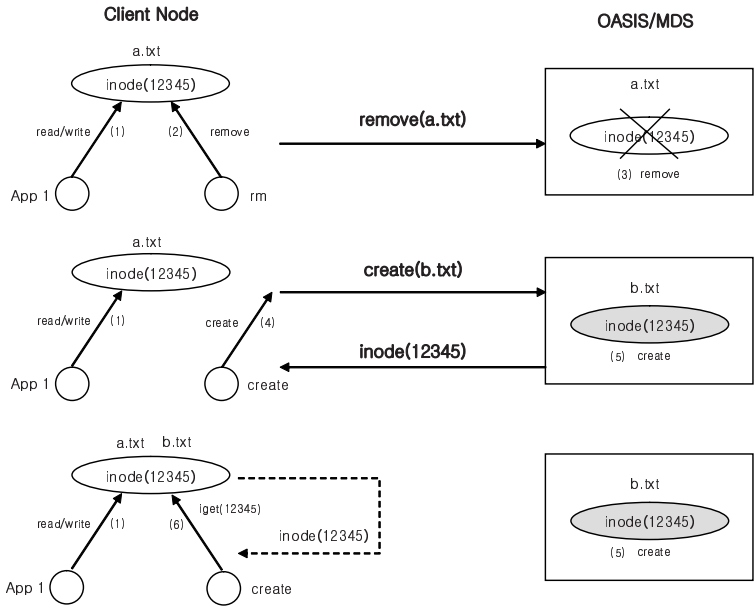 Client Node
OASIS/MDS
a.txt
inode(12345)
read/write (1) (2) remove
App 1
rm
remove(a.txt)
a.txt
inode(12345)
(3) remove
a.txt
inode(12345)
read/write (1) create (4)
App 1
create
create(b.txt)
inode(12345)
b.txt
inode(12345)
(5) create
a.txt b.txt
inode(12345)
read/write (1) (6) iget(12345)
inode(12345)
App 1
create
b.txt
inode(12345)
(5) create